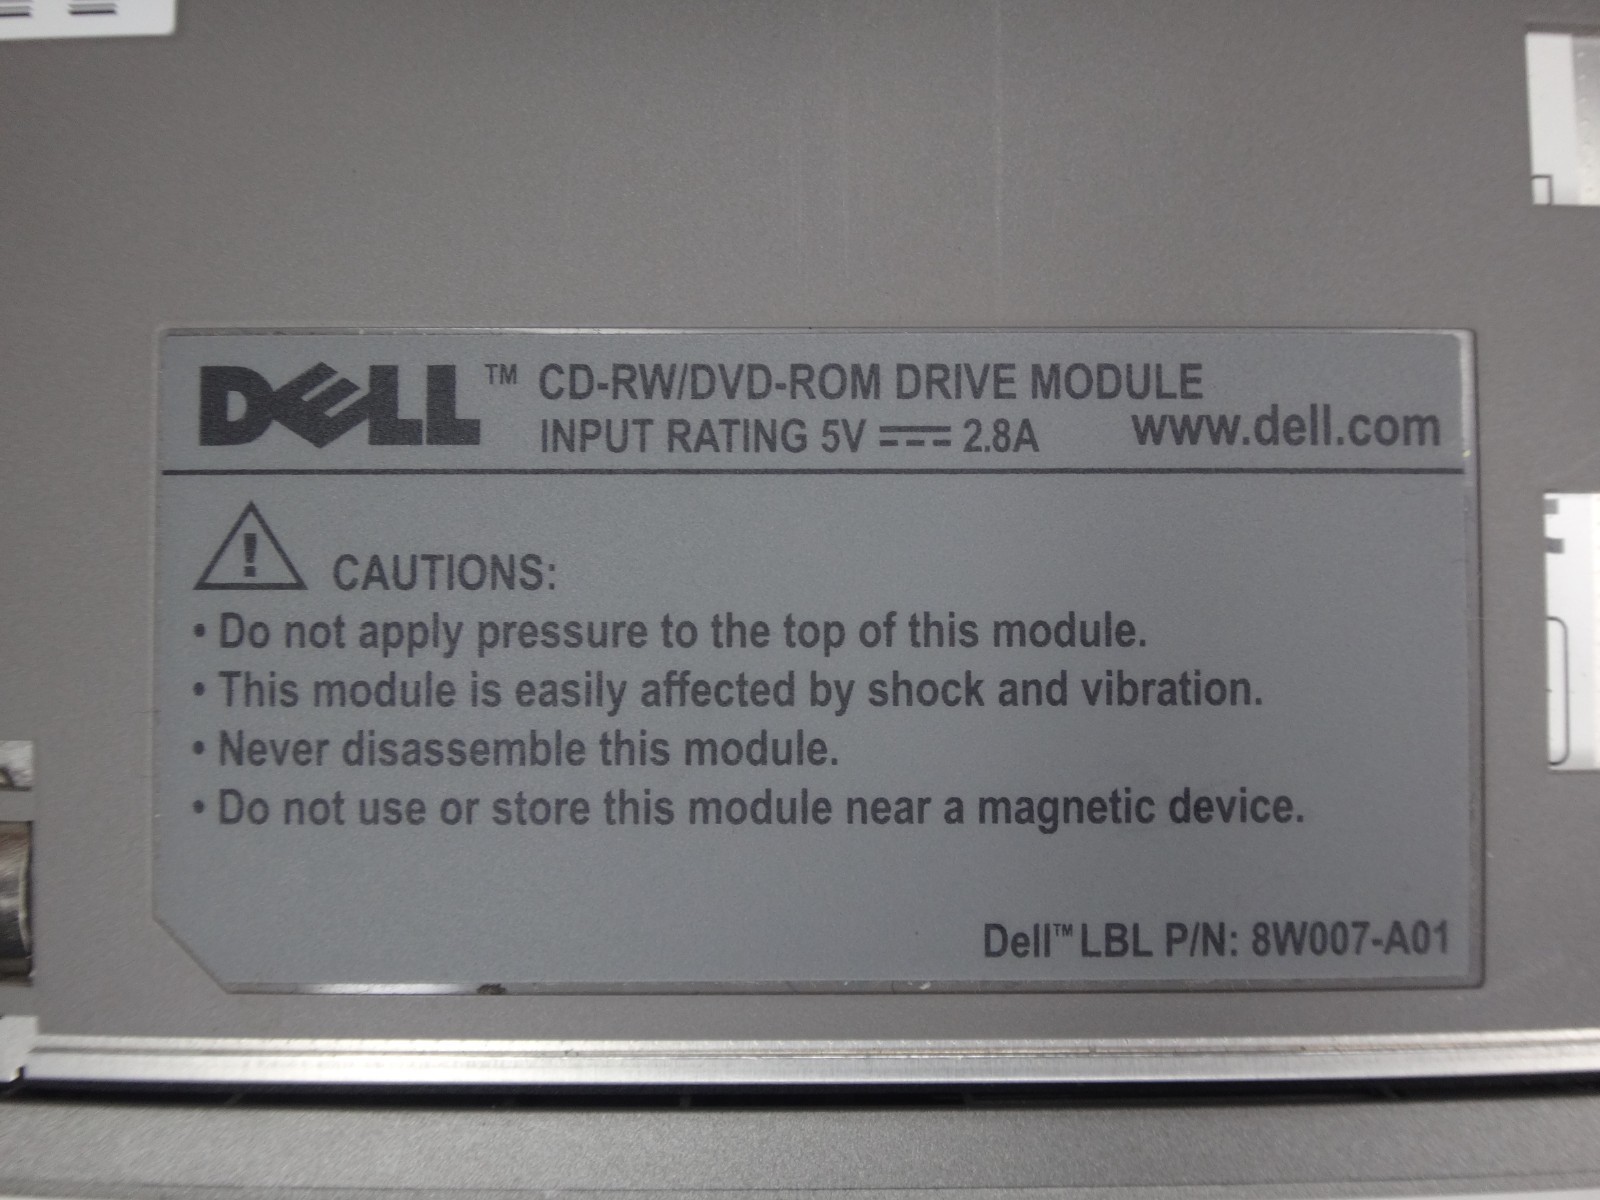 DELL™ CD-RW/DVD-ROM DRIVE MODULE
INPUT RATING 5V ⎓ 2.8A www.dell.com
! CAUTIONS:
• Do not apply pressure to the top of this module.
• This module is easily affected by shock and vibration.
• Never disassemble this module.
• Do not use or store this module near a magnetic device.
Dell™ LBL P/N: 8W007-A01